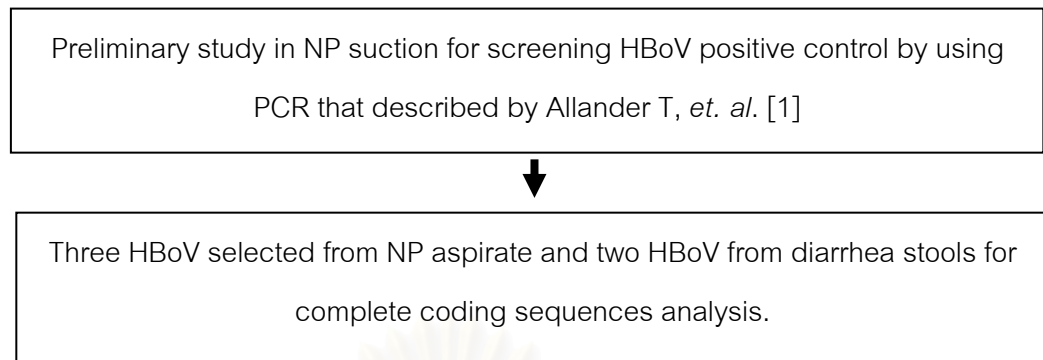 Preliminary study in NP suction for screening HBoV positive control by using
PCR that described by Allander T, et. al. [1]
Three HBoV selected from NP aspirate and two HBoV from diarrhea stools for
complete coding sequences analysis.